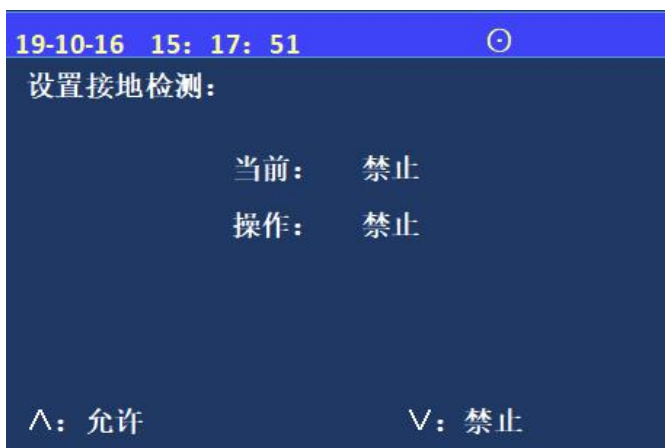 19-10-16 15：17：51
设置接地检测：
当前： 禁止
操作： 禁止
∧：允许 ∨：禁止